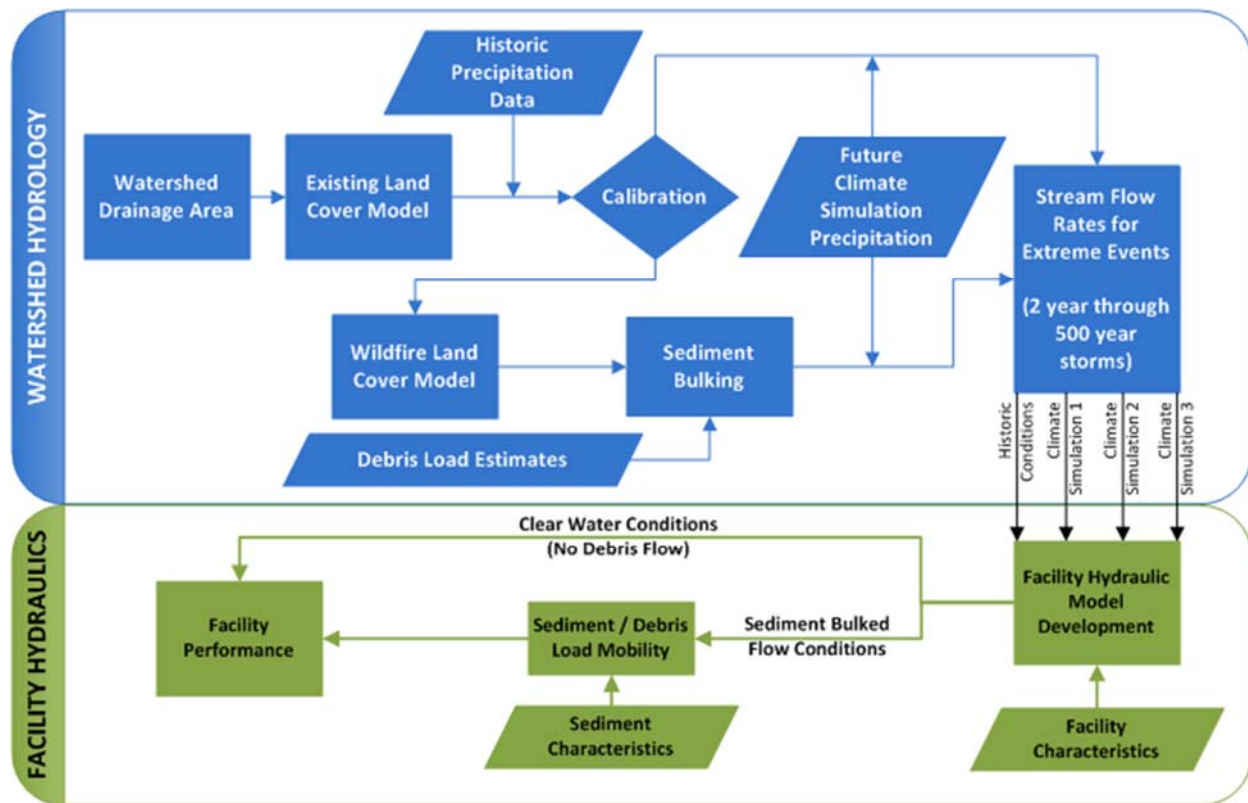 WATERSHED HYDROLOGY
Historic
Precipitation
Data
Watershed
Drainage Area
Existing Land
Cover Model
Calibration
Future
Climate
Simulation
Precipitation
Stream Flow
Rates for
Extreme Events
(2 year through
500 year
storms)
Wildfire Land
Cover Model
Sediment
Bulking
Debris Load Estimates
Historic
Conditions
Climate
Simulation 1
Climate
Simulation 2
Climate
Simulation 3
FACILITY HYDRAULICS
Clear Water Conditions
(No Debris Flow)
Facility
Performance
Sediment / Debris
Load Mobility
Sediment Bulked
Flow Conditions
Facility Hydraulic
Model
Development
Sediment
Characteristics
Facility
Characteristics